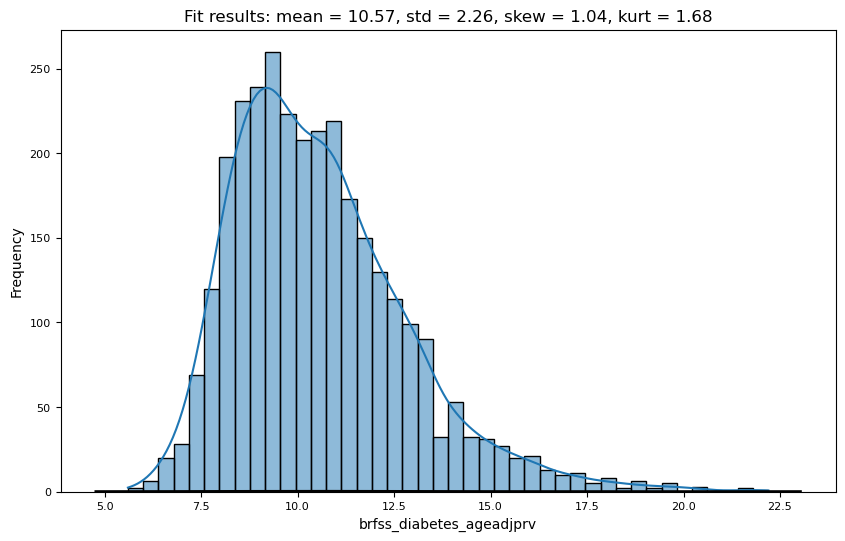 Fit results: mean = 10.57, std = 2.26, skew = 1.04, kurt = 1.68
Frequency
250
200
150
100
50
0
5.0 7.5 10.0 12.5 15.0 17.5 20.0 22.5
brfss_diabetes_ageadjprv